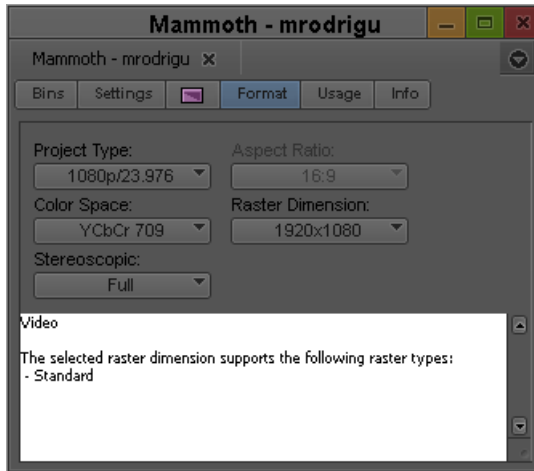 Mammoth - mrodrigu
Mammoth - mrodrigu
Bins Settings Format Usage Info
Project Type: Aspect Ratio:
1080p/23.976 16:9
Color Space: Raster Dimension:
YCbCr 709 1920x1080
Stereoscopic:
Full
Video
The selected raster dimension supports the following raster types:
- Standard